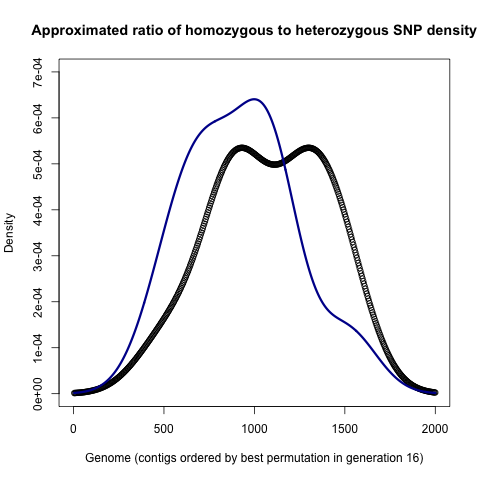 Approximated ratio of homozygous to heterozygous SNP density
7e-04
6e-04
5e-04
4e-04
3e-04
2e-04
1e-04
0e+00
Density
0 500 1000 1500 2000
Genome (contigs ordered by best permutation in generation 16)